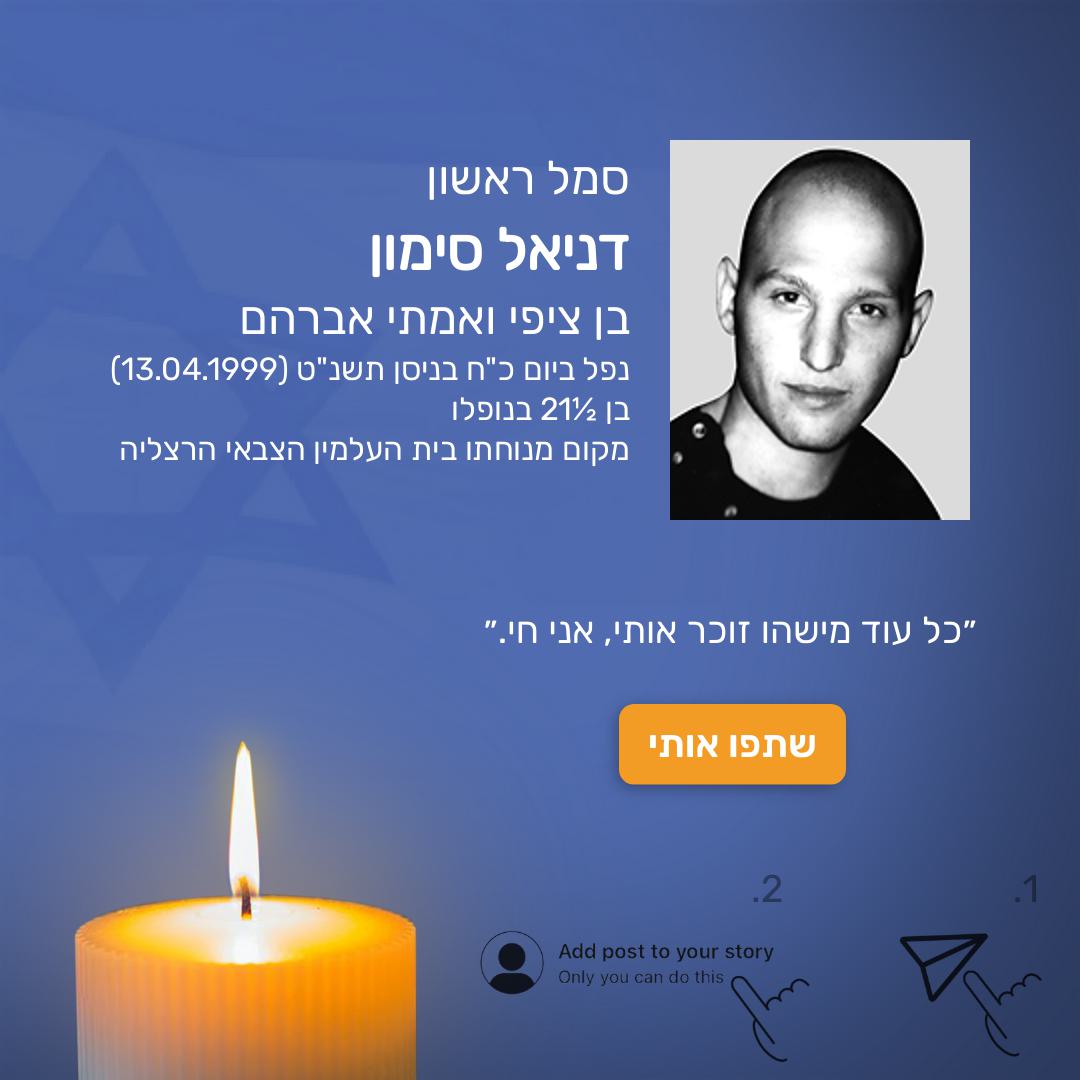 סמל ראשון
דניאל סימון
בן ציפי ואמתי אברהם
נפל ביום כ"ח בניסן תשנ"ט (13.04.1999)
בן 21½ בנופלו
מקום מנוחתו בית העלמין הצבאי הרצליה
״כל עוד מישהו זוכר אותי, אני חי.״
שתפו אותי
1.
2.
Add post to your story
Only you can do this